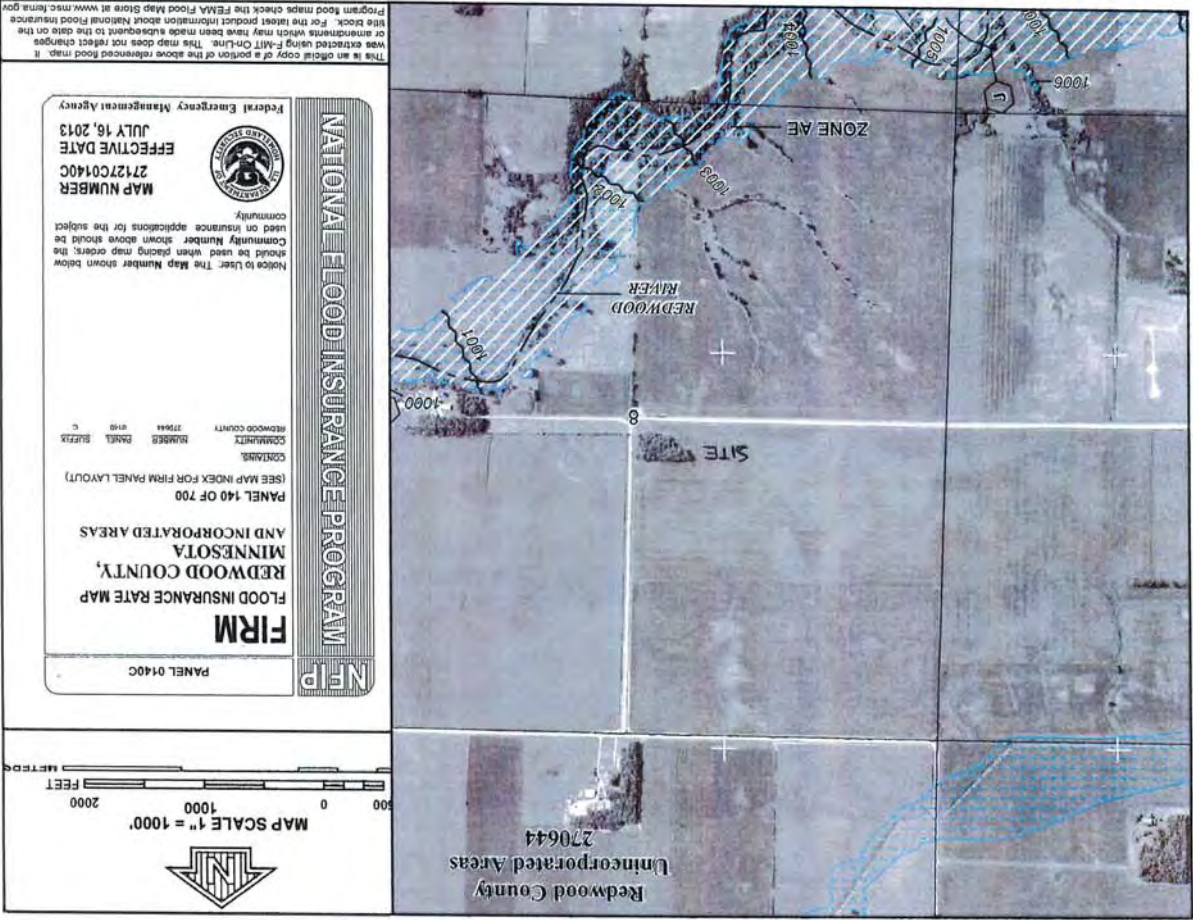 MAP SCALE 1" = 1000'
0 1000 2000
FEET
METERS
NFIP
PANEL 0140C
NATIONAL FLOOD INSURANCE PROGRAM
FIRM
FLOOD INSURANCE RATE MAP
REDWOOD COUNTY,
MINNESOTA
AND INCORPORATED AREAS
PANEL 140 OF 700
(SEE MAP INDEX FOR FIRM PANEL LAYOUT)
CONTAINS:
COMMUNITY NUMBER PANEL SUFFIX
REDWOOD COUNTY 270644 0140 C
Notice to User: The Map Number shown below
should be used when placing map orders; the
Community Number shown above should be
used on insurance applications for the subject
community.
U.S. DEPARTMENT OF HOMELAND SECURITY
MAP NUMBER
27127C0140C
EFFECTIVE DATE
JULY 16, 2013
Federal Emergency Management Agency
This is an official copy of a portion of the above referenced flood map. It
was extracted using F-MIT On-Line. This map does not reflect changes
or amendments which may have been made subsequent to the date on the
title block. For the latest product information about National Flood Insurance
Program flood maps check the FEMA Flood Map Store at www.msc.fema.gov
Redwood County
Unincorporated Areas
270644
SITE
8
1000
1001
REDWOOD
RIVER
1002
1003
ZONE AE
1004
1005
1006